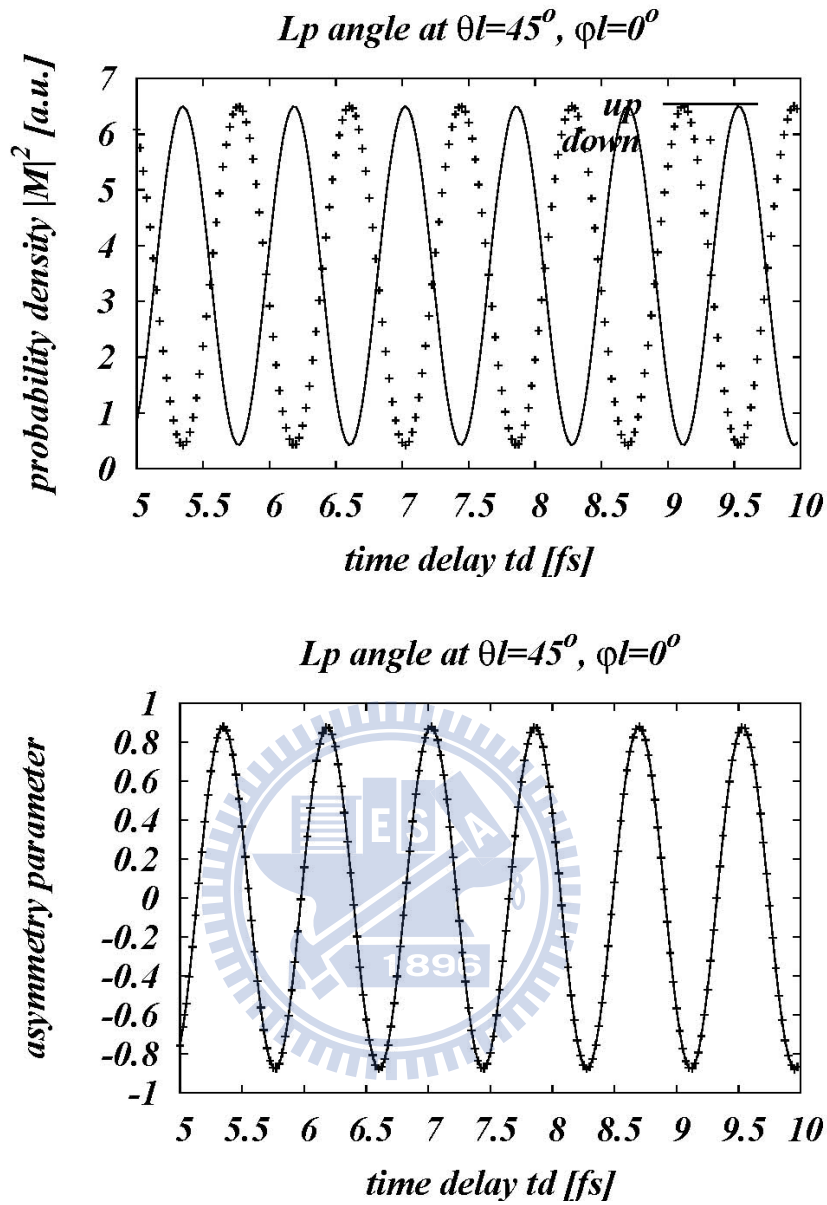 Lp angle at θl=45°, φl=0°
probability density |M|² [a.u.]
7
6
5
4
3
2
1
0
up
down
5 5.5 6 6.5 7 7.5 8 8.5 9 9.5 10
time delay td [fs]
Lp angle at θl=45°, φl=0°
asymmetry parameter
1
0.8
0.6
0.4
0.2
0
-0.2
-0.4
-0.6
-0.8
-1
E S A
1896
5 5.5 6 6.5 7 7.5 8 8.5 9 9.5 10
time delay td [fs]